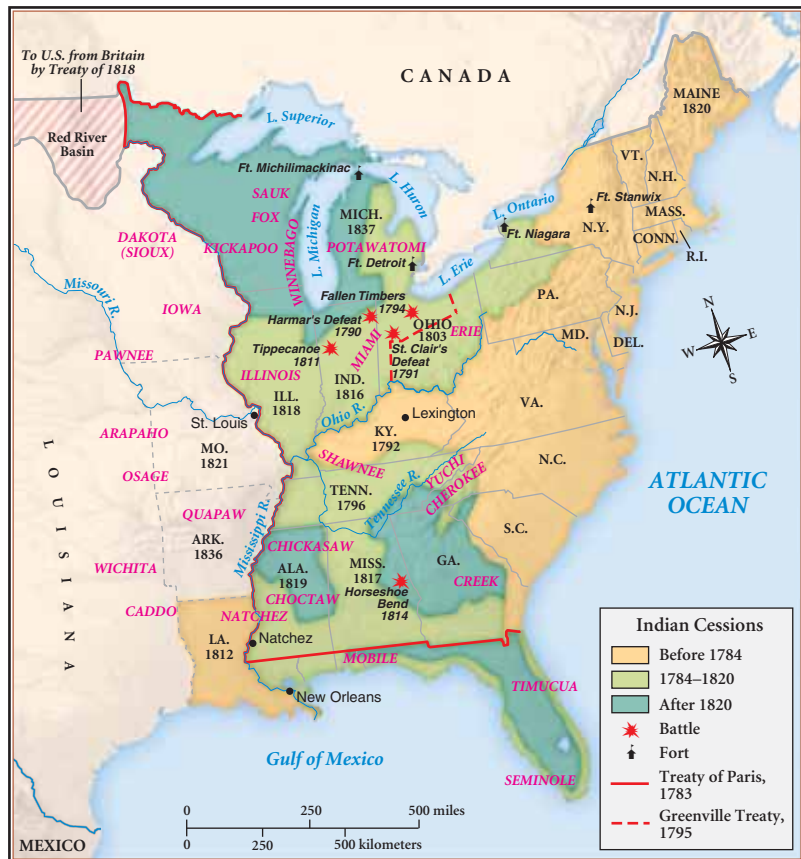 To U.S. from Britain
by Treaty of 1818
Red River
Basin
CANADA
L. Superior
MAINE
1820
Ft. Michilimackinac
L. Huron
VT.
N.H.
SAUK
FOX
L. Michigan
MICH.
1837
L. Ontario
Ft. Stanwix
MASS.
N.Y.
Ft. Niagara
CONN.
R.I.
DAKOTA
(SIOUX)
KICKAPOO
WINNEBAGO
POTAWATOMI
Ft. Detroit
L. Erie
Missouri R.
IOWA
Fallen Timbers
1794
Harmar's Defeat
1790
OHIO
1803
ERIE
PA.
N.J.
MD.
DEL.
N
E
S
W
PAWNEE
Tippecanoe
1811
MIAMI
St. Clair's
Defeat
1791
ILLINOIS
IND.
1816
ILL.
1818
Ohio R.
Lexington
VA.
St. Louis
KY.
1792
ARAPAHO
MO.
1821
SHAWNEE
N.C.
OSAGE
TENN.
1796
Tennessee R.
YUCHI
CHEROKEE
ATLANTIC
OCEAN
LOUISIANA
QUAPAW
Mississippi R.
S.C.
ARK.
1836
CHICKASAW
WICHITA
ALA.
1819
MISS.
1817
GA.
CREEK
CHOCTAW
Horseshoe
Bend
1814
CADDO
NATCHEZ
LA.
1812
Natchez
MOBILE
New Orleans
TIMUCUA
Gulf of Mexico
SEMINOLE
Indian Cessions
Before 1784
1784–1820
After 1820
Battle
Fort
Treaty of Paris,
1783
Greenville Treaty,
1795
0 250 500 miles
0 250 500 kilometers
MEXICO